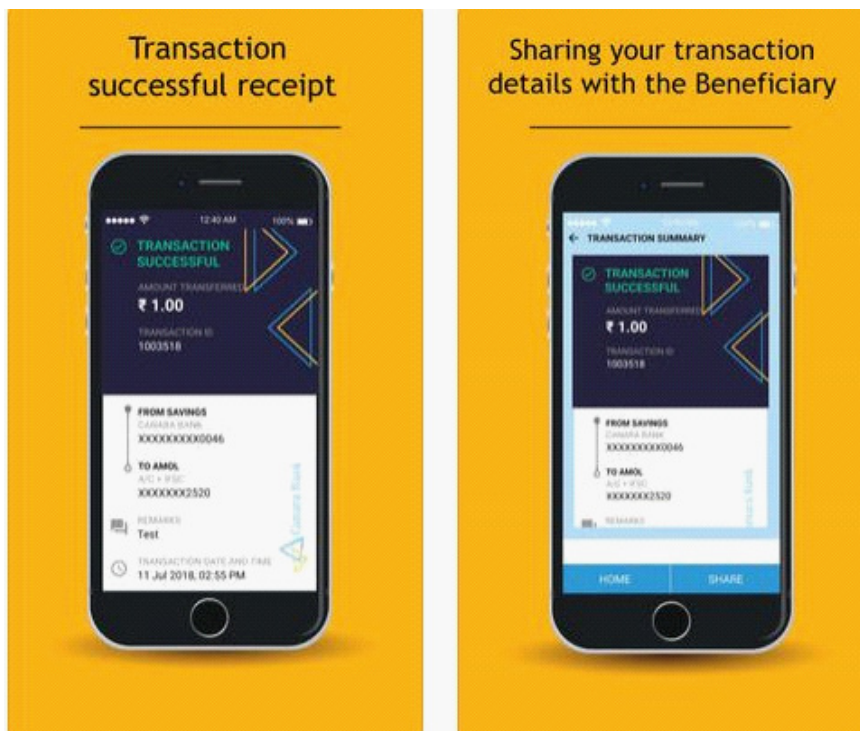 Transaction
successful receipt
12:40 AM
100%
TRANSACTION
SUCCESSFUL
AMOUNT TRANSFERRED
₹ 1.00
TRANSACTION ID
1003518
FROM SAVINGS
CANARA BANK
XXXXXXXXX0046
TO AMOL
A/C + IFSC
XXXXXXX2520
REMARKS
Test
TRANSACTION DATE AND TIME
11 Jul 2018, 02:55 PM
Canara Bank
Sharing your transaction
details with the Beneficiary
TRANSACTION SUMMARY
TRANSACTION
SUCCESSFUL
AMOUNT TRANSFERRED
₹ 1.00
TRANSACTION ID
1003518
FROM SAVINGS
CANARA BANK
XXXXXXXXX0046
TO AMOL
A/C + IFSC
XXXXXXX2520
REMARKS
Bank
HOME
SHARE